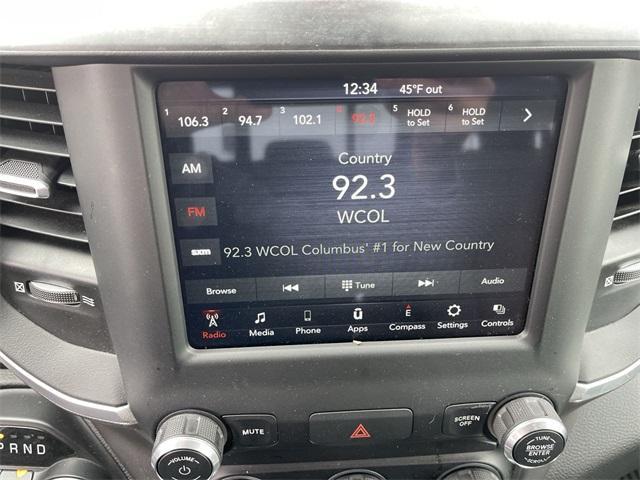 12:34 45°F out
1 106.3 2 94.7 3 102.1 92.3 5 HOLD to Set 6 HOLD to Set
Country
AM
92.3
FM
WCOL
sxm 92.3 WCOL Columbus' #1 for New Country
Browse Tune Audio
E
Radio Media Phone Apps Compass Settings Controls
MUTE
SCREEN OFF
VOLUME
TUNE
BROWSE
ENTER
SCROLL
PRND